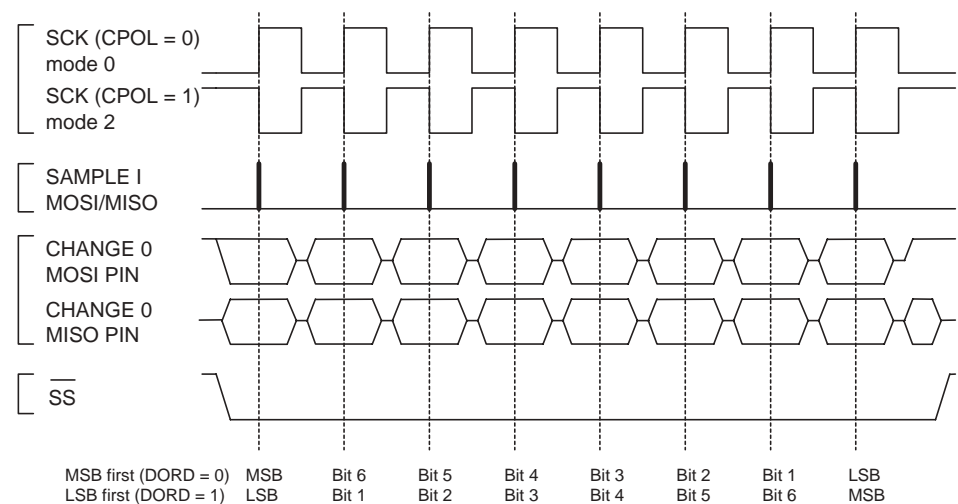 SCK (CPOL = 0)
mode 0
SCK (CPOL = 1)
mode 2
SAMPLE I
MOSI/MISO
CHANGE 0
MOSI PIN
CHANGE 0
MISO PIN
SS
MSB first (DORD = 0) MSB Bit 6 Bit 5 Bit 4 Bit 3 Bit 2 Bit 1 LSB
LSB first (DORD = 1) LSB Bit 1 Bit 2 Bit 3 Bit 4 Bit 5 Bit 6 MSB